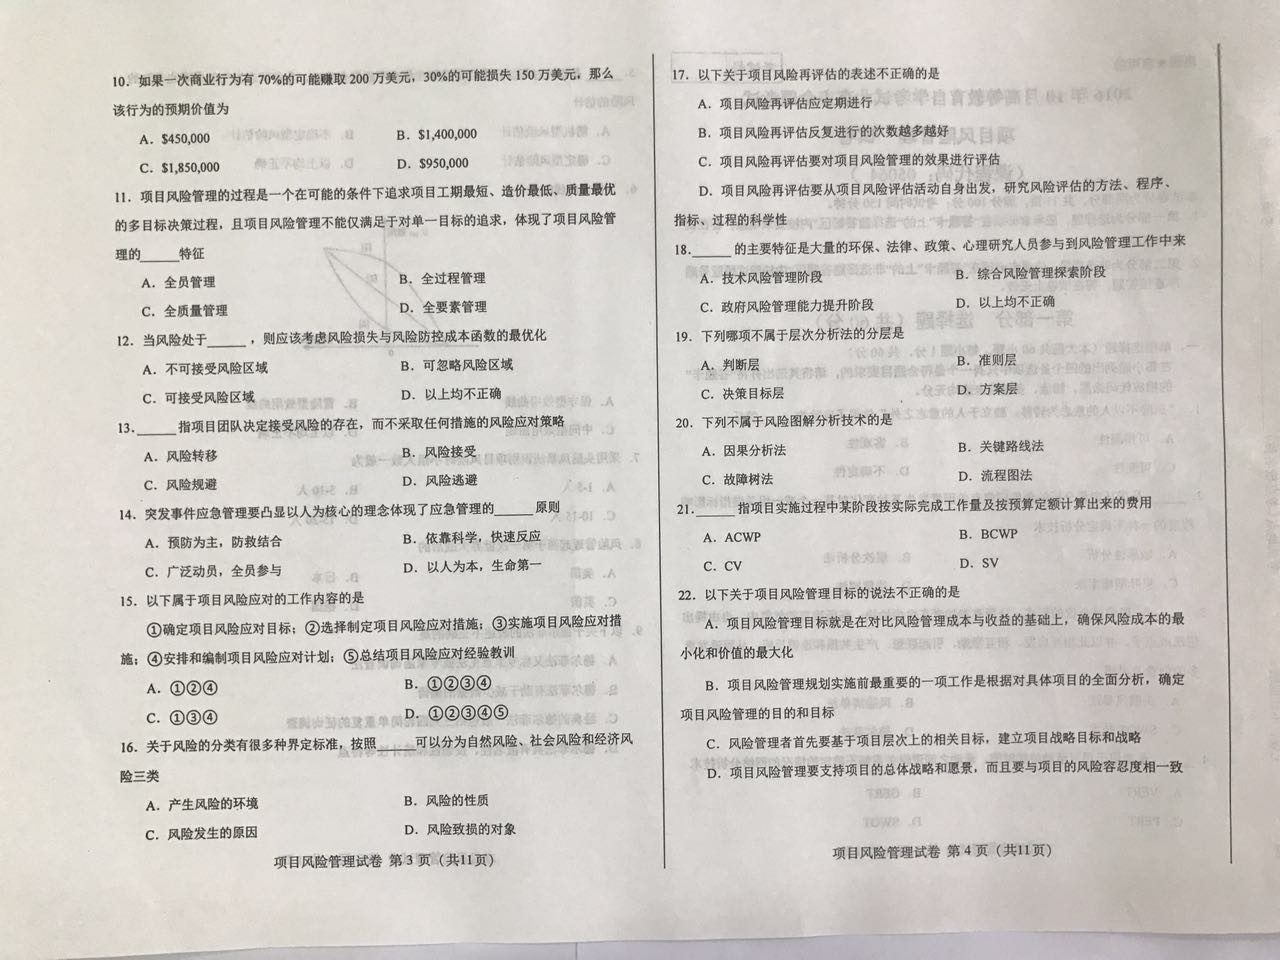 10．如果一次商业行为有 70%的可能赚取 200 万美元，30%的可能损失 150 万美元，那么
该行为的预期价值为
A．$450,000 B．$1,400,000
C．$1,850,000 D．$950,000
11．项目风险管理的过程是一个在可能的条件下追求项目工期最短、造价最低、质量最优
的多目标决策过程，且项目风险管理不能仅满足于对单一目标的追求，体现了项目风险管
理的______特征
A．全员管理 B．全过程管理
C．全质量管理 D．全要素管理
12．当风险处于______，则应该考虑风险损失与风险防控成本函数的最优化
A．不可接受风险区域 B．可忽略风险区域
C．可接受风险区域 D．以上均不正确
13．______指项目团队决定接受风险的存在，而不采取任何措施的风险应对策略
A．风险转移 B．风险接受
C．风险规避 D．风险逃避
14．突发事件应急管理要凸显以人为核心的理念体现了应急管理的______原则
A．预防为主，防救结合 B．依靠科学，快速反应
C．广泛动员，全员参与 D．以人为本，生命第一
15．以下属于项目风险应对的工作内容的是
①确定项目风险应对目标；②选择制定项目风险应对措施；③实施项目风险应对措
施；④安排和编制项目风险应对计划；⑤总结项目风险应对经验教训
A．①②④ B．①②③④
C．①③④ D．①②③④⑤
16．关于风险的分类有很多种界定标准，按照______可以分为自然风险、社会风险和经济风
险三类
A．产生风险的环境 B．风险的性质
C．风险发生的原因 D．风险致损的对象
项目风险管理试卷 第 3 页（共11页）
17．以下关于项目风险再评估的表述不正确的是
A．项目风险再评估应定期进行
B．项目风险再评估反复进行的次数越多越好
C．项目风险再评估要对项目风险管理的效果进行评估
D．项目风险再评估要从项目风险评估活动自身出发，研究风险评估的方法、程序、
指标、过程的科学性
18．______的主要特征是大量的环保、法律、政策、心理研究人员参与到风险管理工作中来
A．技术风险管理阶段 B．综合风险管理探索阶段
C．政府风险管理能力提升阶段 D．以上均不正确
19．下列哪项不属于层次分析法的分层是
A．判断层 B．准则层
C．决策目标层 D．方案层
20．下列不属于风险图解分析技术的是
A．因果分析法 B．关键路线法
C．故障树法 D．流程图法
21．______指项目实施过程中某阶段按实际完成工作量及按预算定额计算出来的费用
A．ACWP B．BCWP
C．CV D．SV
22．以下关于项目风险管理目标的说法不正确的是
A．项目风险管理目标就是在对比风险管理成本与收益的基础上，确保风险成本的最
小化和价值的最大化
B．项目风险管理规划实施前最重要的一项工作是根据对具体项目的全面分析，确定
项目风险管理的目的和目标
C．风险管理者首先要基于项目层次上的相关目标，建立项目战略目标和战略
D．项目风险管理要支持项目的总体战略和愿景，而且要与项目的风险容忍度相一致
项目风险管理试卷 第 4 页（共11页）